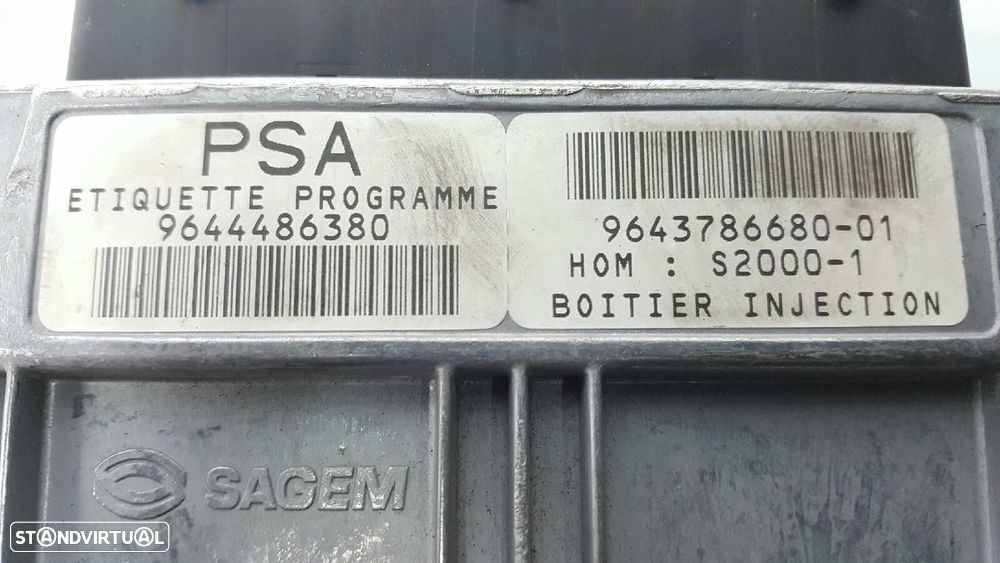 PSA
ETIQUETTE PROGRAMME
9644486380
9643786680-01
HOM : S2000-1
BOITIER INJECTION
SAGEM
STANDVIRTUAL